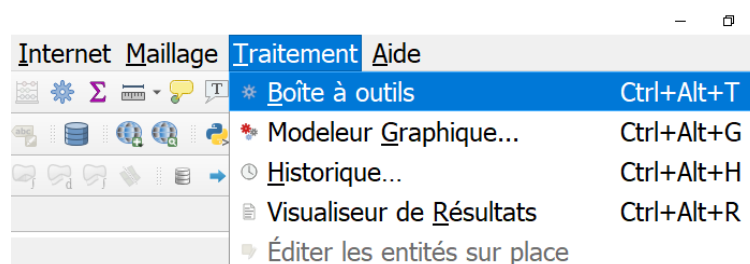 Internet Maillage Traitement Aide
Boîte à outils Ctrl+Alt+T
Modeleur Graphique... Ctrl+Alt+G
Historique... Ctrl+Alt+H
Visualiseur de Résultats Ctrl+Alt+R
Éditer les entités sur place